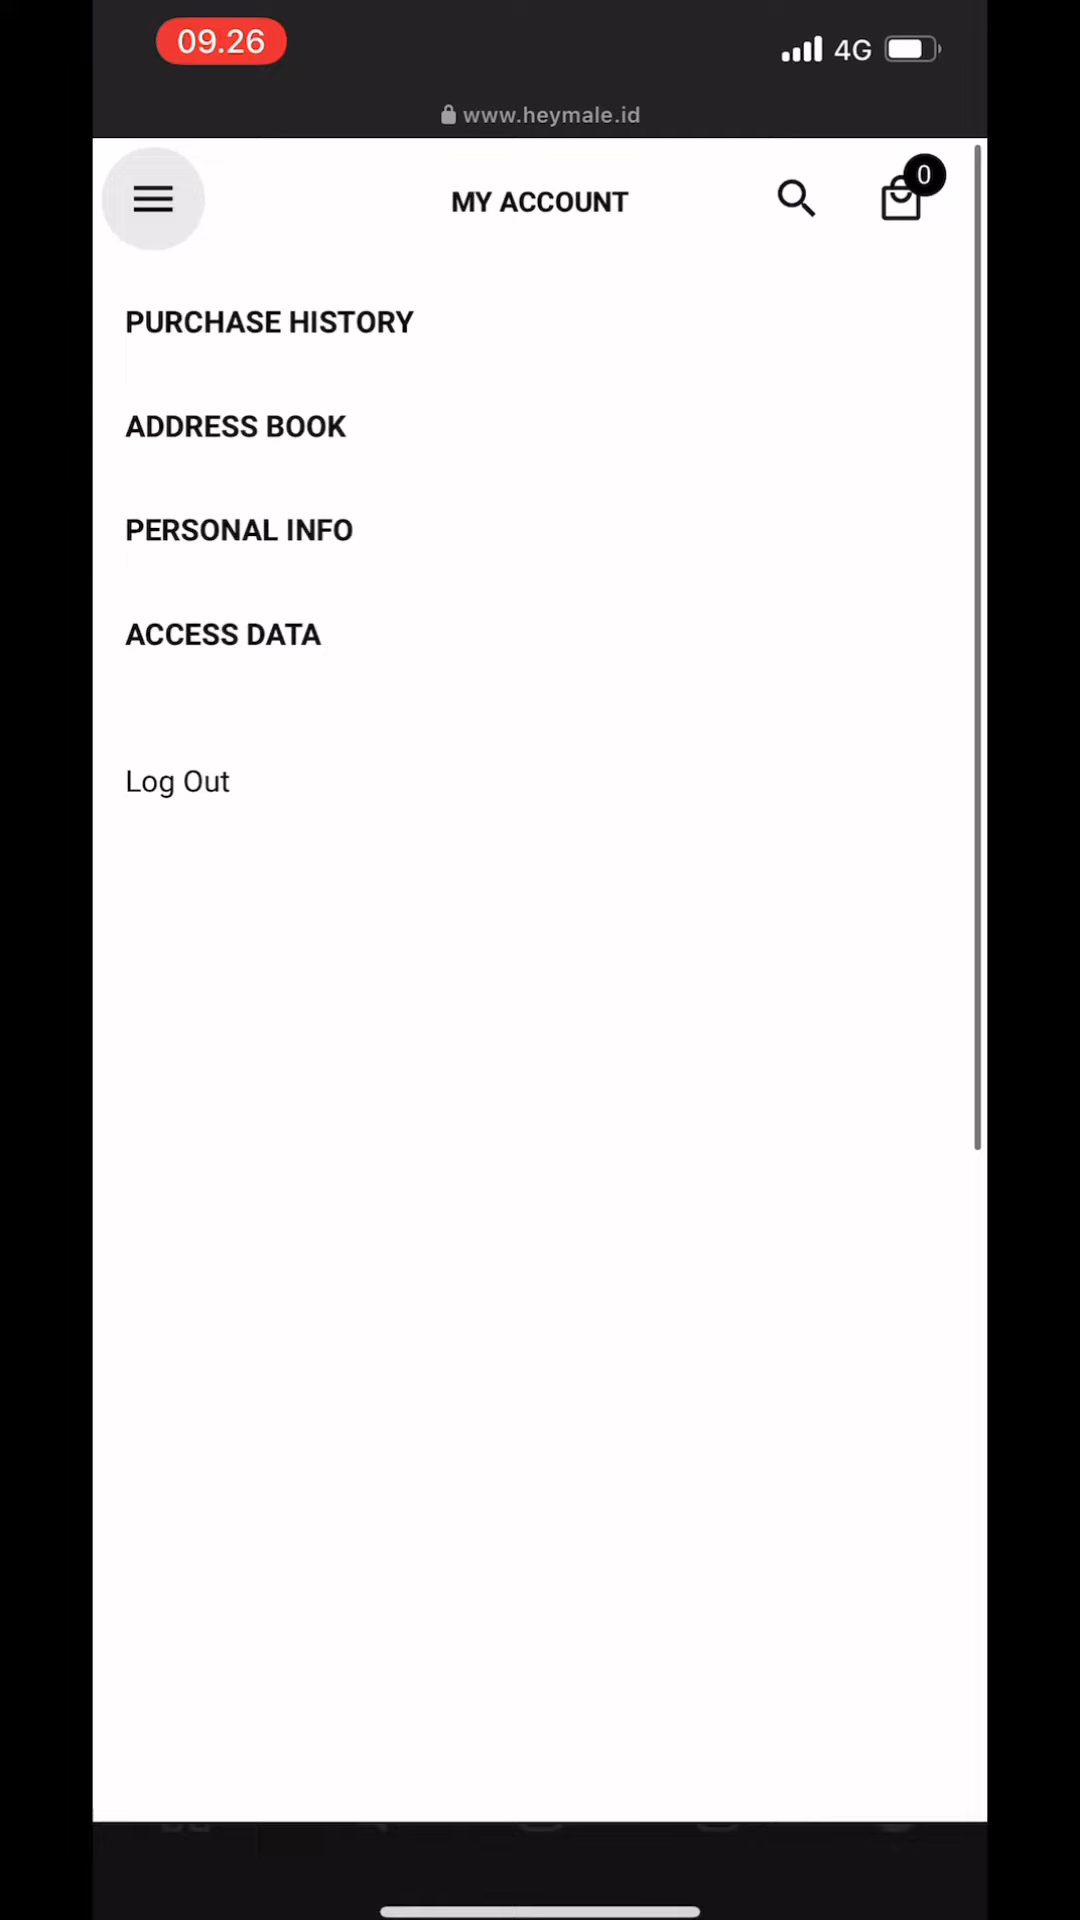 09.26
4G
www.heymale.id
MY ACCOUNT
0
PURCHASE HISTORY
ADDRESS BOOK
PERSONAL INFO
ACCESS DATA
Log Out